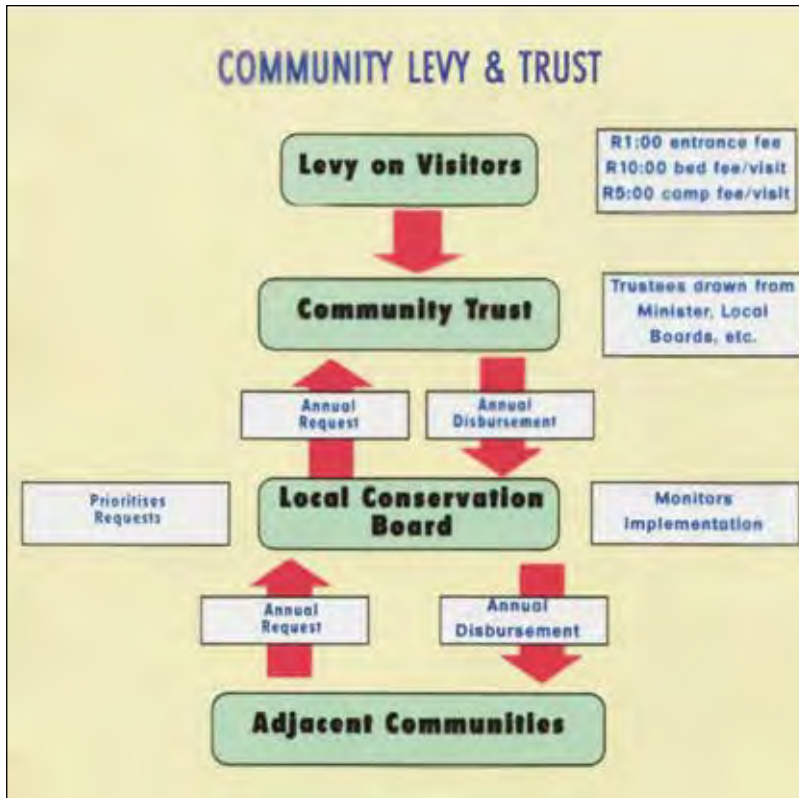 COMMUNITY LEVY & TRUST
Levy on Visitors
R1:00 entrance fee
R10:00 bed fee/visit
R5:00 camp fee/visit
Community Trust
Trustees drawn from
Minister, Local
Boards, etc.
Annual
Request
Annual
Disbursement
Prioritises
Requests
Local Conservation
Board
Monitors
Implementation
Annual
Request
Annual
Disbursement
Adjacent Communities